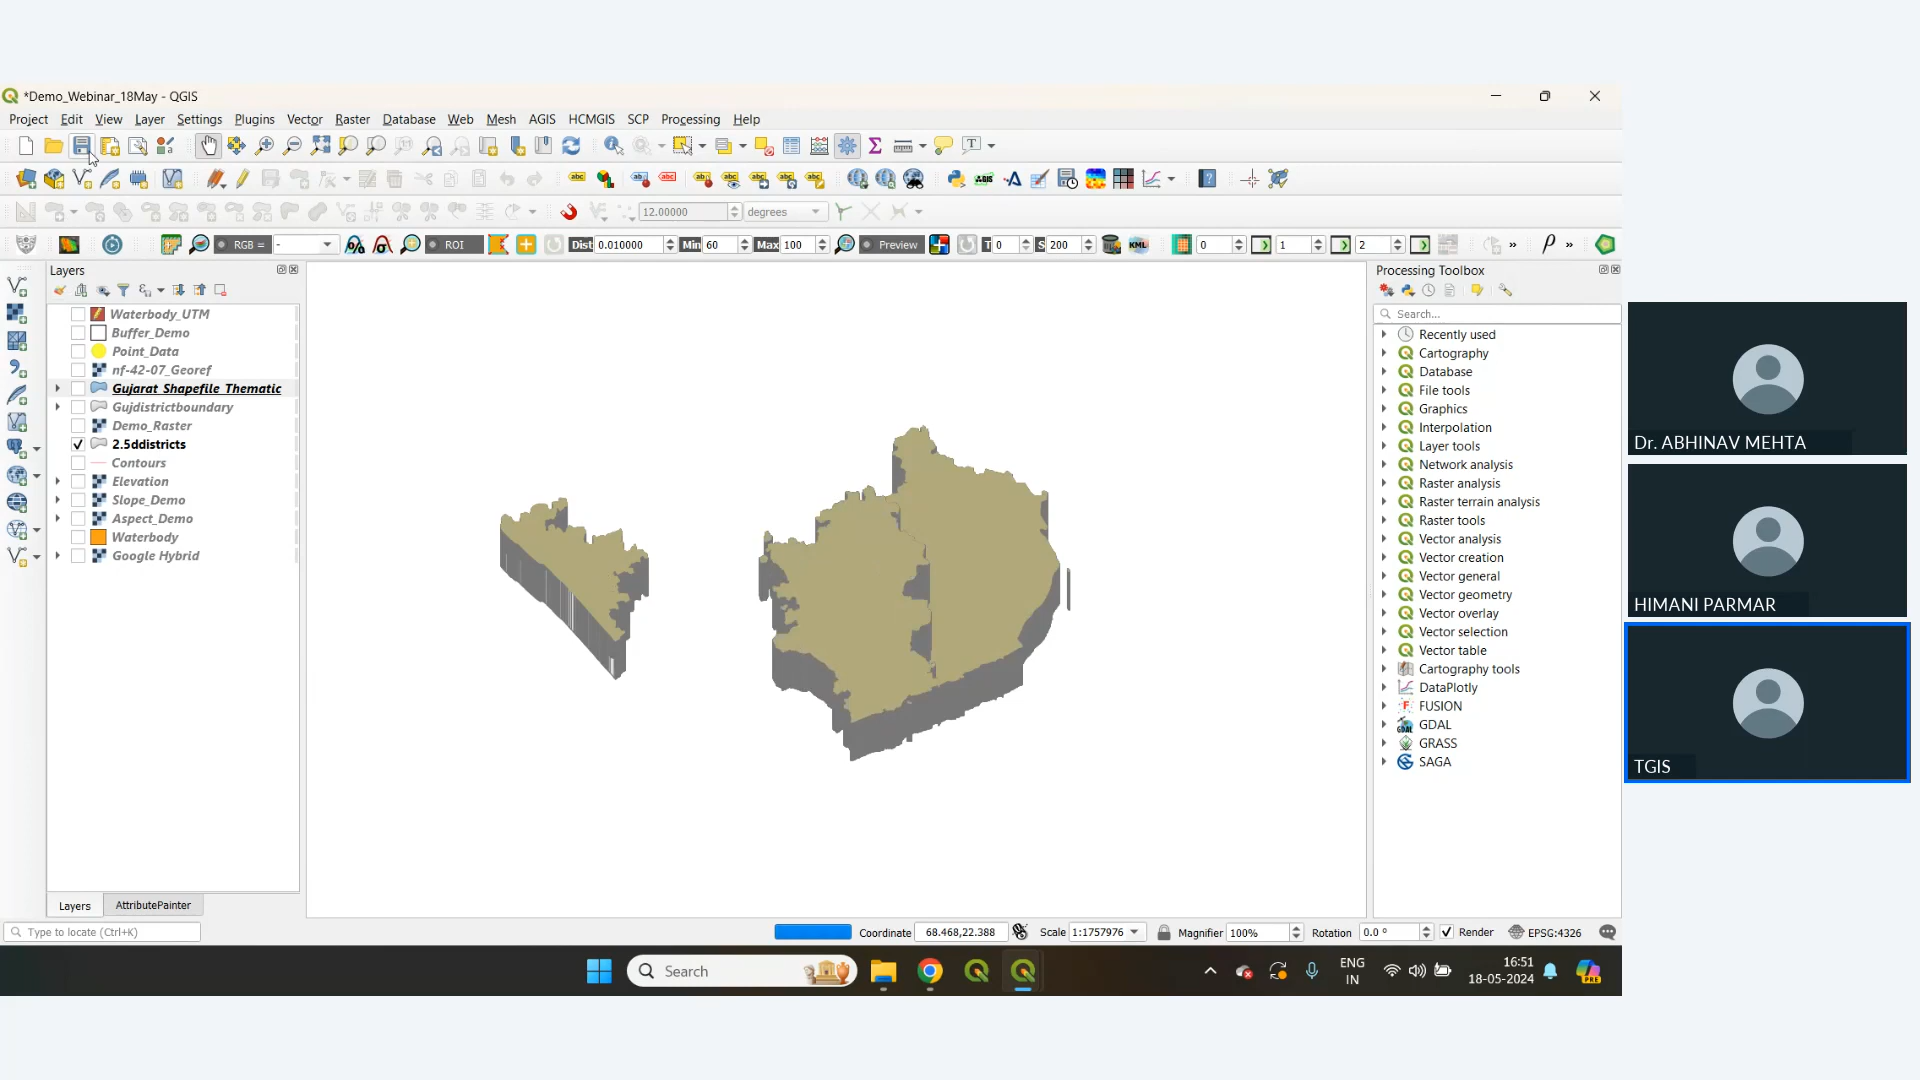 *Demo_Webinar_18May - QGIS
Project Edit View Layer Settings Plugins Vector Raster Database Web Mesh AGIS HCMGIS SCP Processing Help
12.00000 degrees
RGB = - ROI Dist 0.010000 Min 60 Max 100 Preview T 0 S 200 KML 0 1 2 »  »
Layers
Waterbody_UTM
Buffer_Demo
Point_Data
nf-42-07_Georef
Gujarat Shapefile Thematic
Gujdistrictboundary
Demo_Raster
2.5ddistricts
Contours
Elevation
Slope_Demo
Aspect_Demo
Waterbody
Google Hybrid
Layers AttributePainter
Processing Toolbox
Search...
Recently used
Cartography
Database
File tools
Graphics
Interpolation
Layer tools
Network analysis
Raster analysis
Raster terrain analysis
Raster tools
Vector analysis
Vector creation
Vector general
Vector geometry
Vector overlay
Vector selection
Vector table
Cartography tools
DataPlotly
FUSION
GDAL
GRASS
SAGA
Type to locate (Ctrl+K)
Coordinate 68.468,22.388 Scale 1:1757976 Magnifier 100% Rotation 0.0 ° Render EPSG:4326
Search
ENG
IN
16:51
18-05-2024
Dr. ABHINAV MEHTA
HIMANI PARMAR
TGIS